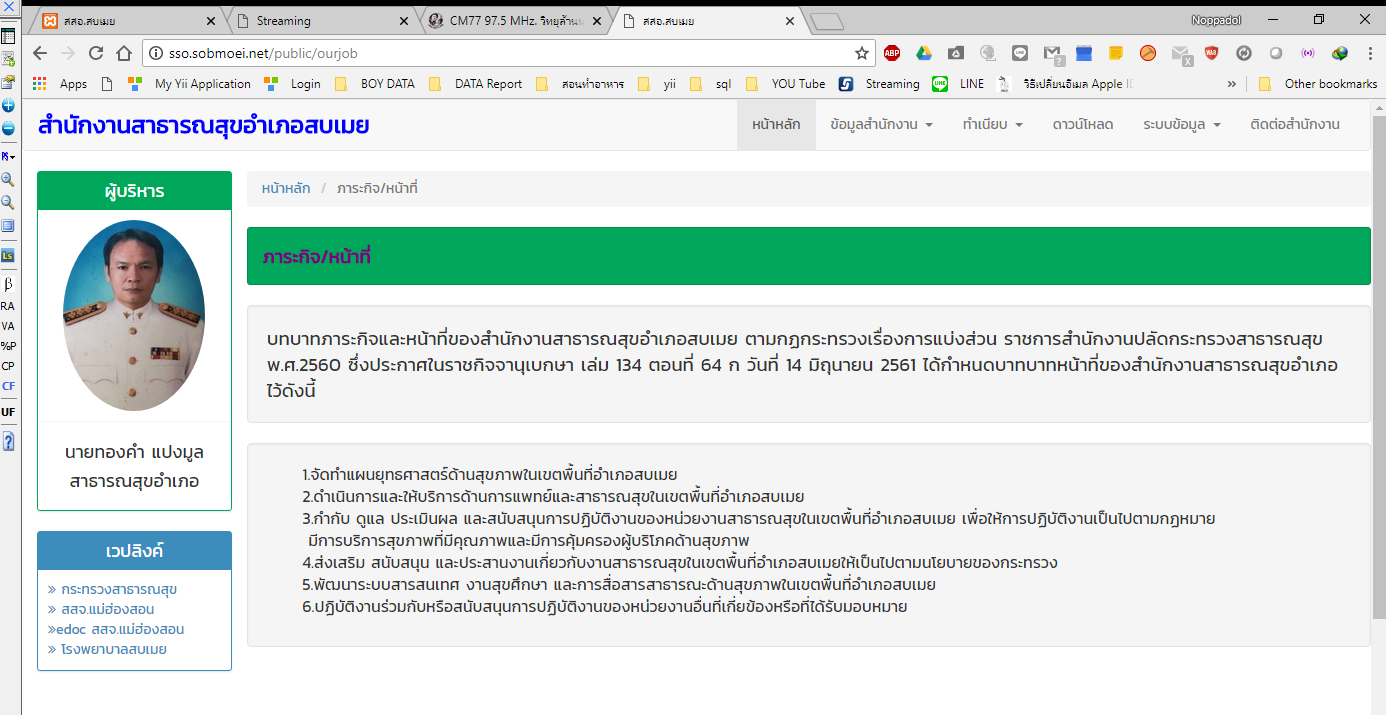 สสอ.สบเมย
Streaming
CM77 97.5 MHz. วิทยุล้านน
สสอ.สบเมย
Noppadol
sso.sobmoei.net/public/ourjob
ABP
Apps
My Yii Application
Login
BOY DATA
DATA Report
สอนทำอาหาร
yii
sql
YOU Tube
Streaming
LINE
วิธีเปลี่ยนอีเมล Apple I
»
Other bookmarks
สำนักงานสาธารณสุขอำเภอสบเมย
หน้าหลัก
ข้อมูลสำนักงาน
ทำเนียบ
ดาวน์โหลด
ระบบข้อมูล
ติดต่อสำนักงาน
Ls
β
RA
VA
%P
CP
CF
UF
ผู้บริหาร
นายทองคำ แปงมูล
สาธารณสุขอำเภอ
เวปลิงค์
» กระทรวงสาธารณสุข
» สสจ.แม่ฮ่องสอน
»edoc สสจ.แม่ฮ่องสอน
» โรงพยาบาลสบเมย
หน้าหลัก / ภาระกิจ/หน้าที่
ภาระกิจ/หน้าที่
บทบาทภาระกิจและหน้าที่ของสำนักงานสาธารณสุขอำเภอสบเมย ตามกฏกระทรวงเรื่องการแบ่งส่วน ราชการสำนักงานปลัดกระทรวงสาธารณสุข
พ.ศ.2560 ซึ่งประกาศในราชกิจจานุเบกษา เล่ม 134 ตอนที่ 64 ก วันที่ 14 มิถุนายน 2561 ได้กำหนดบาทบาทหน้าที่ของสำนักงานสาธารณสุขอำเภอ
ไว้ดังนี้
1.จัดทำแผนยุทธศาสตร์ด้านสุขภาพในเขตพื้นที่อำเภอสบเมย
2.ดำเนินการและให้บริการด้านการแพทย์และสาธารณสุขในเขตพื้นที่อำเภอสบเมย
3.กำกับ ดูแล ประเมินผล และสนับสนุนการปฏิบัติงานของหน่วยงานสาธารณสุขในเขตพื้นที่อำเภอสบเมย เพื่อให้การปฏิบัติงานเป็นไปตามกฎหมาย
มีการบริการสุขภาพที่มีคุณภาพและมีการคุ้มครองผู้บริโภคด้านสุขภาพ
4.ส่งเสริม สนับสนุน และประสานงานเกี่ยวกับงานสาธารณสุขในเขตพื้นที่อำเภอสบเมยให้เป็นไปตามนโยบายของกระทรวง
5.พัฒนาระบบสารสนเทศ งานสุขศึกษา และการสื่อสารสาธารณะด้านสุขภาพในเขตพื้นที่อำเภอสบเมย
6.ปฏิบัติงานร่วมกับหรือสนับสนุนการปฏิบัติงานของหน่วยงานอื่นที่เกี่ยข้องหรือที่ได้รับมอบหมาย